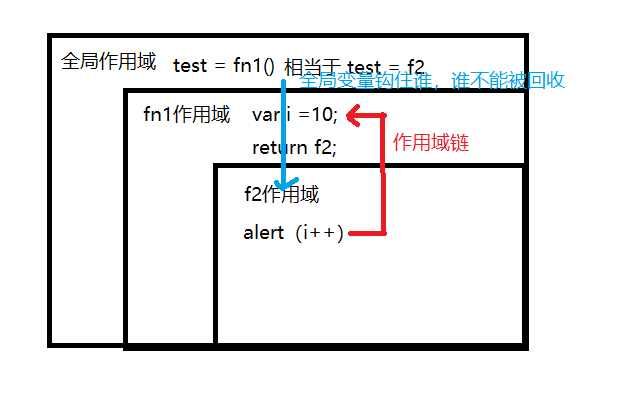 全局作用域 test = fn1() 相当于 test = f2
全局变量钩住谁，谁不能被回收
fn1作用域 var i =10;
return f2;
作用域链
f2作用域
alert（i++）